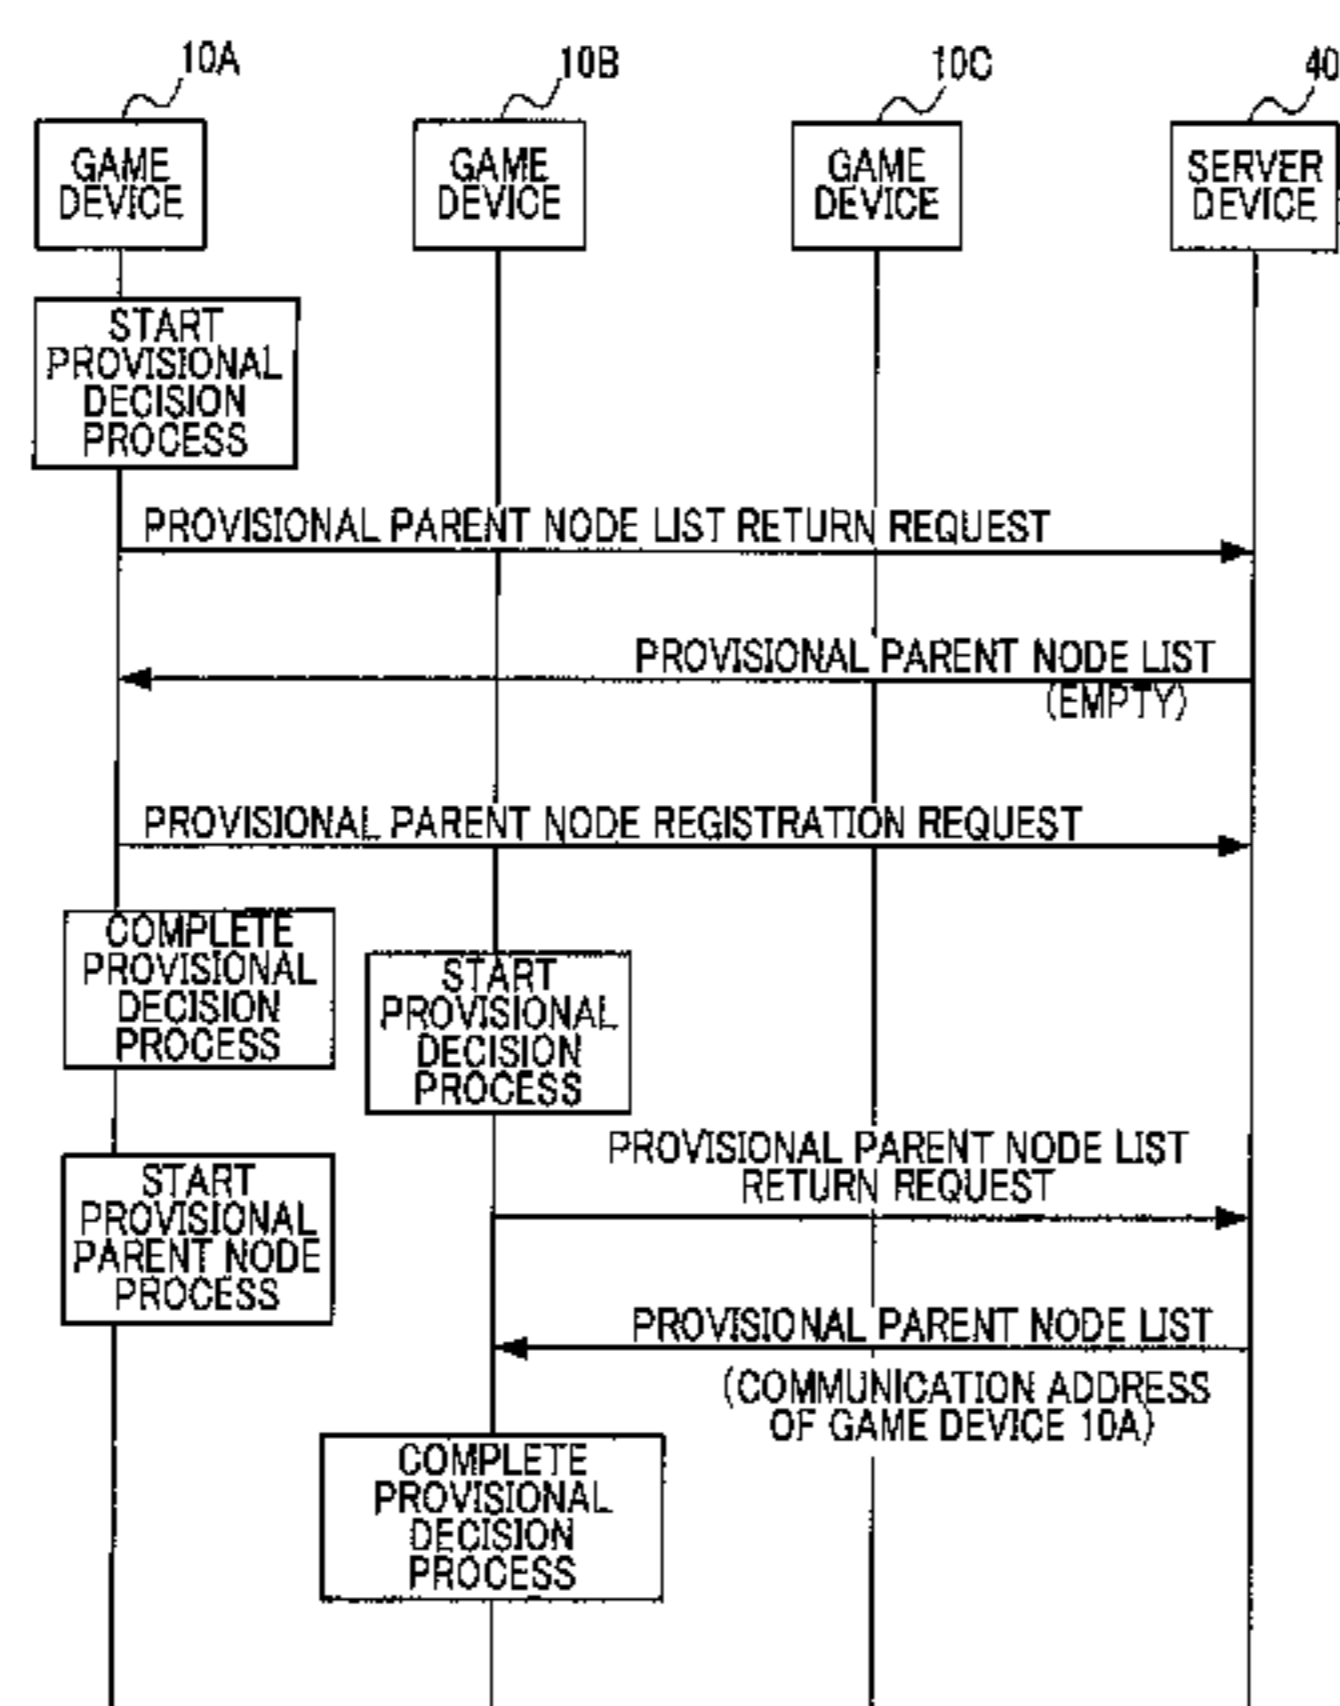 10A
10B
10C
40
GAME
DEVICE
GAME
DEVICE
GAME
DEVICE
SERVER
DEVICE
START
PROVISIONAL
DECISION
PROCESS
PROVISIONAL PARENT NODE LIST RETURN REQUEST
PROVISIONAL PARENT NODE LIST
(EMPTY)
PROVISIONAL PARENT NODE REGISTRATION REQUEST
COMPLETE
PROVISIONAL
DECISION
PROCESS
START
PROVISIONAL
DECISION
PROCESS
PROVISIONAL PARENT NODE LIST
RETURN REQUEST
START
PROVISIONAL
PARENT NODE
PROCESS
PROVISIONAL PARENT NODE LIST
(COMMUNICATION ADDRESS
OF GAME DEVICE 10A)
COMPLETE
PROVISIONAL
DECISION
PROCESS